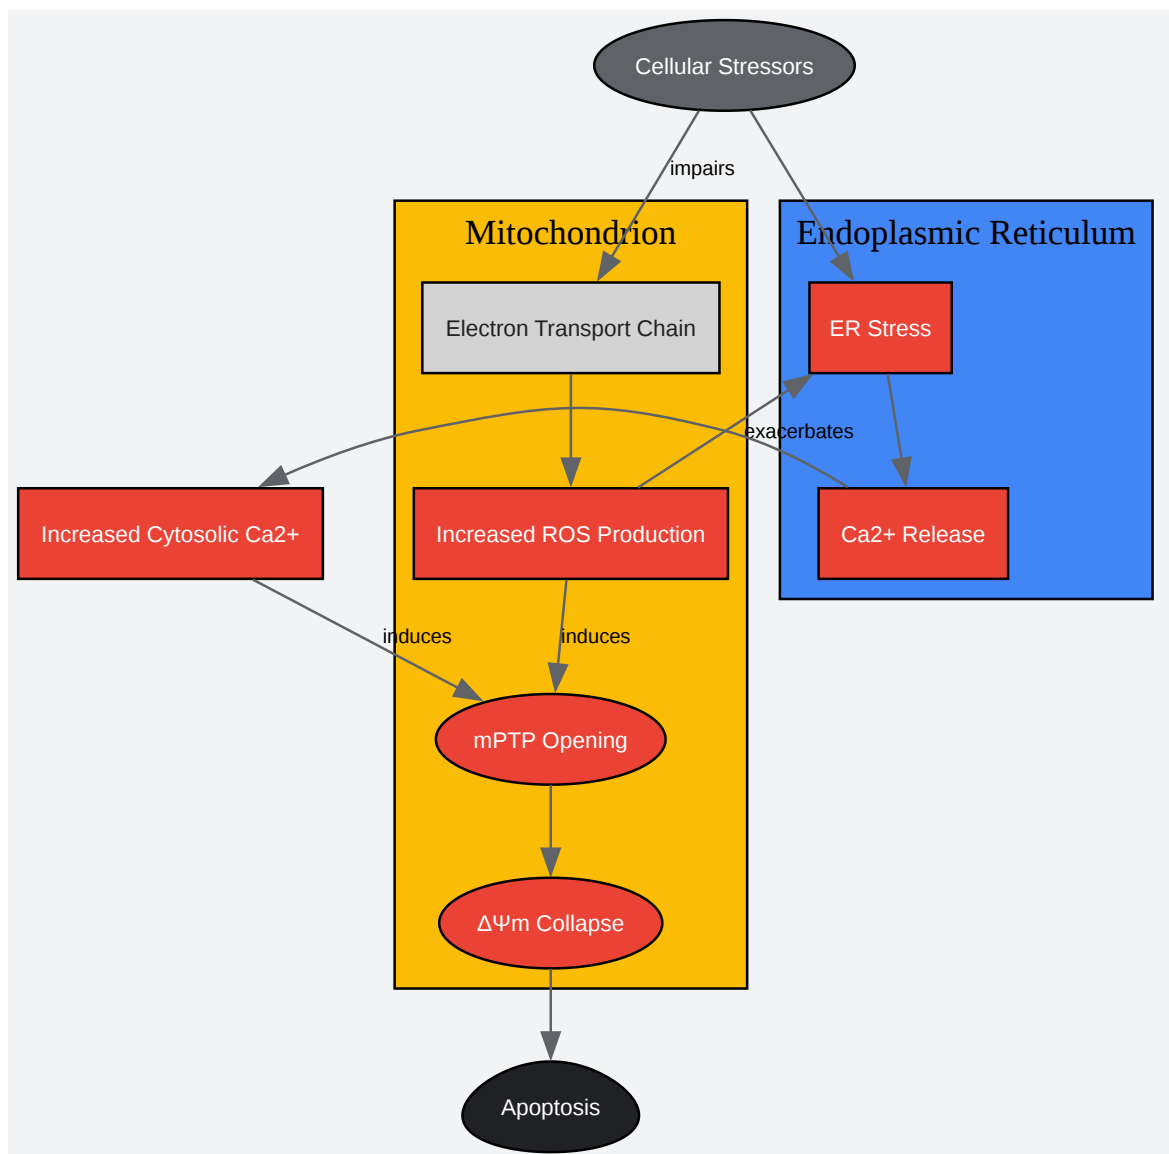 Cellular Stressors
impairs
Mitochondrion
Endoplasmic Reticulum
Electron Transport Chain
ER Stress
exacerbates
Increased Cytosolic Ca2+
Increased ROS Production
Ca2+ Release
induces
induces
mPTP Opening
ΔΨm Collapse
Apoptosis